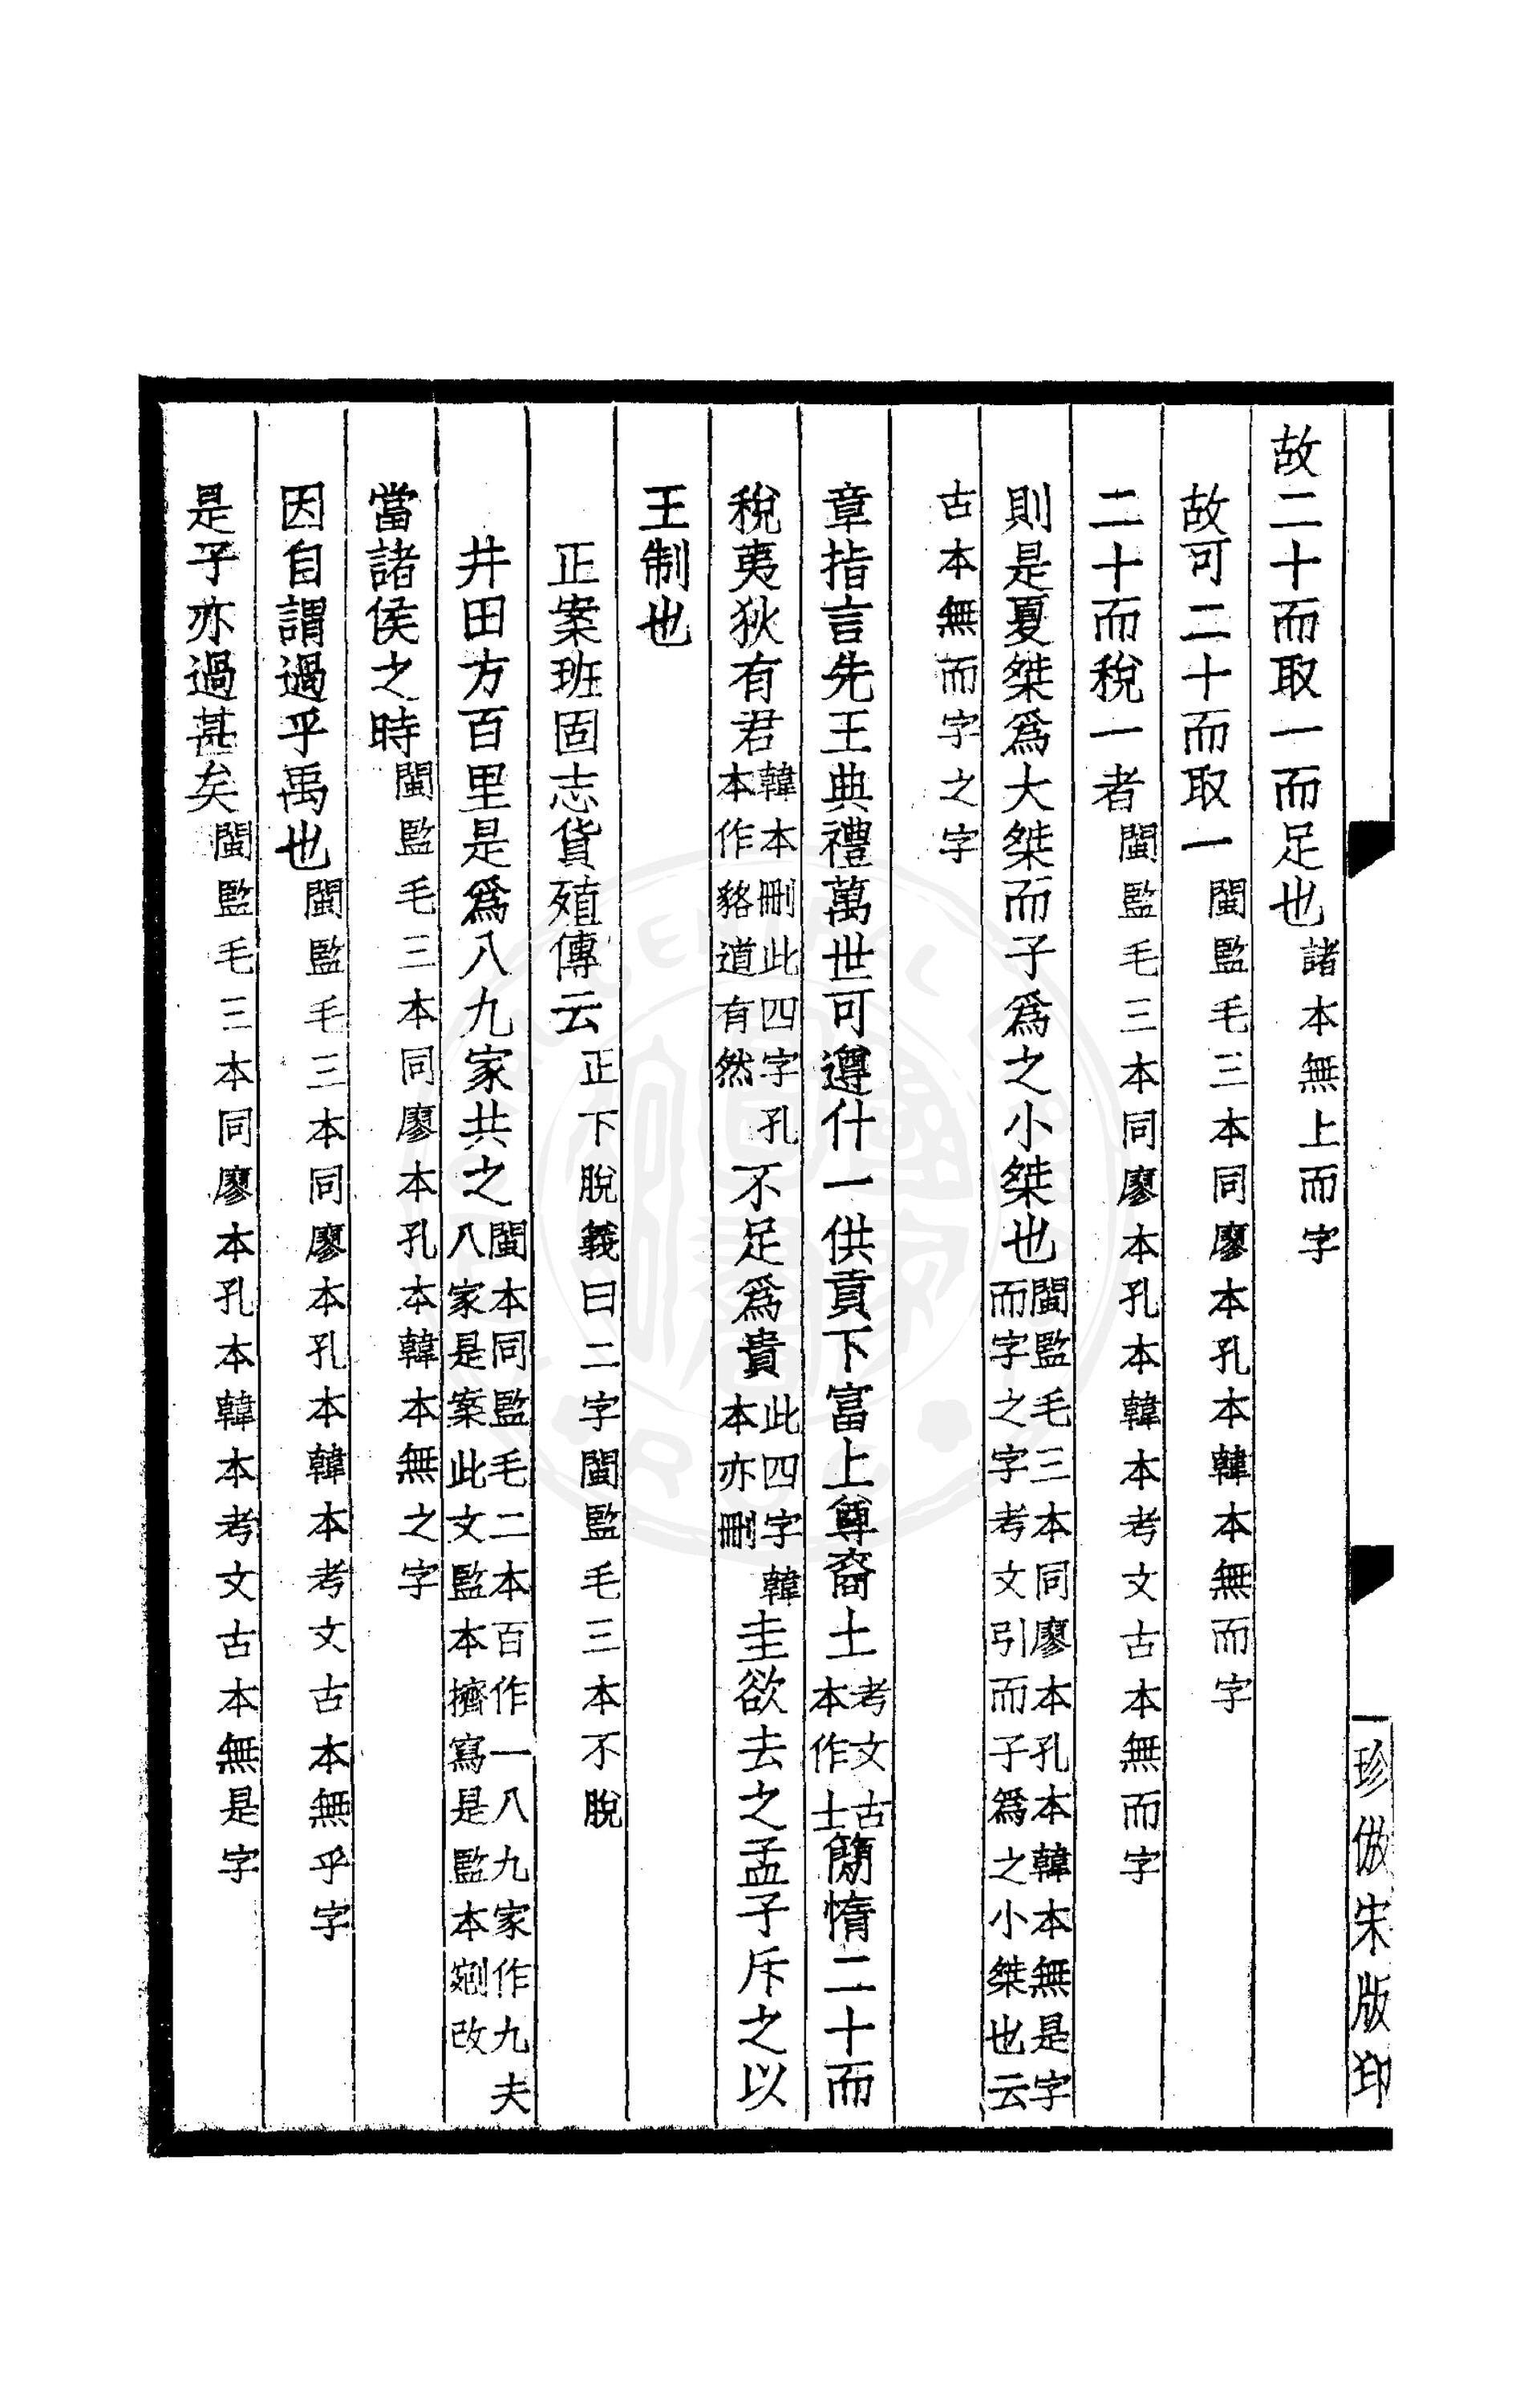 故二十而取一而足也諸本無上而字
故可二十而取一閩監毛三本同廖本孔本韓本無而字
二十而稅一者閩監毛三本同廖本孔本韓本考文古本無而字
則是夏桀爲大桀而子爲之小桀也閩監毛三本同廖本孔本韓本無是字而字之字考文引而子爲之小桀也云
古本無而字之字
章指言先王典禮萬世可遵什一供貢下富上尊裔土考文古本作士簡惰二十而
稅夷狄有君韓本刪此四字孔本作貉道有然不足爲貴此四字韓本亦刪圭欲去之孟子斥之以
王制也
正案班固志貨殖傳云正下脫義曰二字閩監毛三本不脫
井田方百里是爲八九家共之閩本同監毛二本百作一八九家作九夫八家是案此文監本擠寫是監本剜改
當諸侯之時閩監毛三本同廖本孔本韓本無之字
因自謂過乎禹也閩監毛三本同廖本孔本韓本考文古本無乎字
是子亦過甚矣閩監毛三本同廖本孔本韓本考文古本無是字
珍倣宋版印